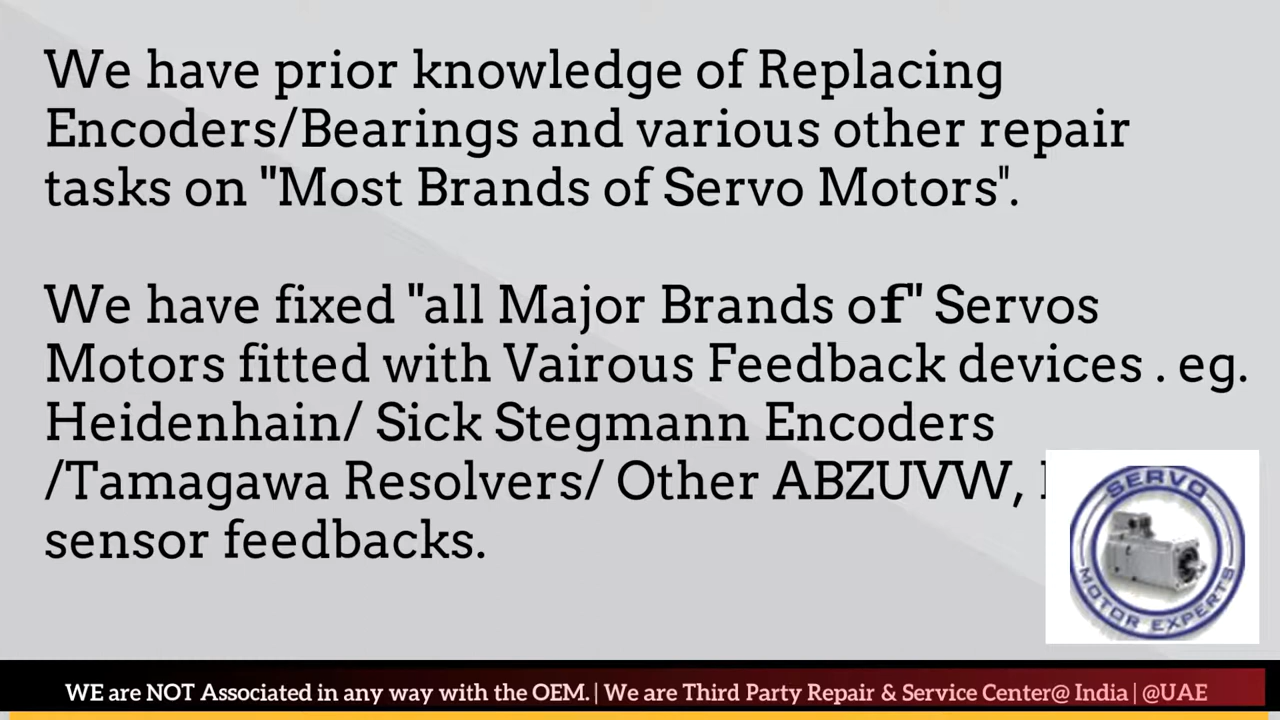 We have prior knowledge of Replacing
Encoders/Bearings and various other repair
tasks on "Most Brands of Servo Motors".
We have fixed "all Major Brands of" Servos
Motors fitted with Vairous Feedback devices . eg.
Heidenhain/ Sick Stegmann Encoders
/Tamagawa Resolvers/ Other ABZUVW,
sensor feedbacks.
SERVO
MOTOR EXPERTS
WE are NOT Associated in any way with the OEM. | We are Third Party Repair & Service Center@ India | @UAE